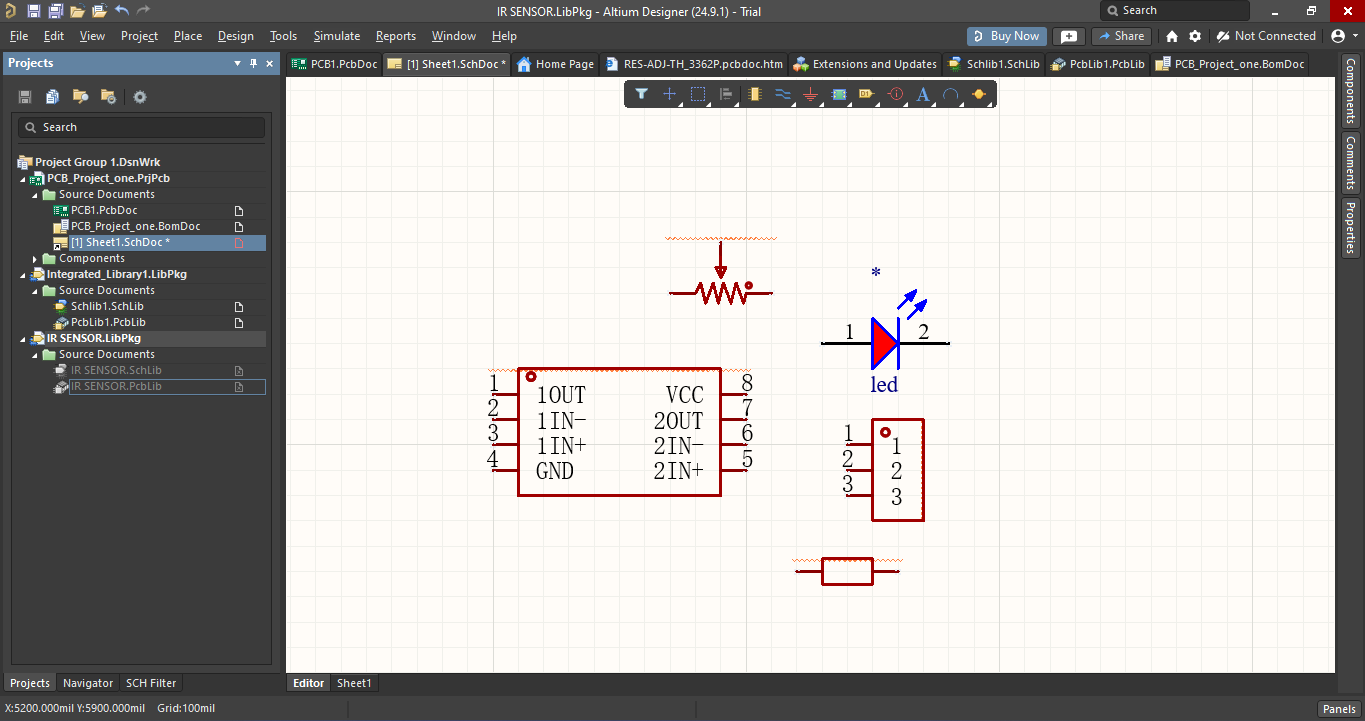 IR SENSOR.LibPkg - Altium Designer (24.9.1) - Trial
Search
File Edit View Project Place Design Tools Simulate Reports Window Help
Buy Now
Share
Not Connected
Projects
PCB1.PcbDoc
[1] Sheet1.SchDoc *
Home Page
RES-ADJ-TH_3362P.pcbdoc.htm
Extensions and Updates
Schlib1.SchLib
PcbLib1.PcbLib
PCB_Project_one.BomDoc
Search
Project Group 1.DsnWrk
PCB_Project_one.PrjPcb
Source Documents
PCB1.PcbDoc
PCB_Project_one.BomDoc
[1] Sheet1.SchDoc *
Components
Integrated_Library1.LibPkg
Source Documents
Schlib1.SchLib
PcbLib1.PcbLib
IR SENSOR.LibPkg
Source Documents
IR SENSOR.SchLib
IR SENSOR.PcbLib
*
1 2
led
1 1OUT VCC 8
2 1IN- 2OUT 7
3 1IN+ 2IN- 6
4 GND 2IN+ 5
1 1
2 2
3 3
Components
Comments
Properties
Projects Navigator SCH Filter
Editor Sheet1
X:5200.000mil Y:5900.000mil Grid:100mil
Panels